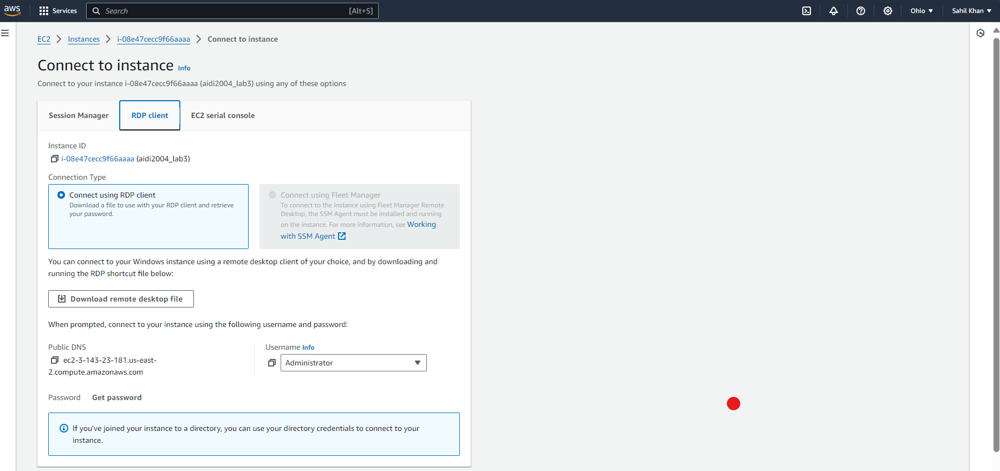 aws
Services
Search
[Alt+S]
Ohio
Sahil Khan
EC2
Instances
i-08e47cecc9f66aaaa
Connect to instance
Connect to instance Info
Connect to your instance i-08e47cecc9f66aaaa (aidi2004_lab3) using any of these options
Session Manager
RDP client
EC2 serial console
Instance ID
i-08e47cecc9f66aaaa (aidi2004_lab3)
Connection Type
Connect using RDP client
Download a file to use with your RDP client and retrieve
your password.
Connect using Fleet Manager
To connect to the instance using Fleet Manager Remote
Desktop, the SSM Agent must be installed and running
on the instance. For more information, see Working
with SSM Agent
You can connect to your Windows instance using a remote desktop client of your choice, and by downloading and
running the RDP shortcut file below:
Download remote desktop file
When prompted, connect to your instance using the following username and password:
Public DNS
ec2-3-143-23-181.us-east-
2.compute.amazonaws.com
Username Info
Administrator
Password Get password
If you've joined your instance to a directory, you can use your directory credentials to connect to your
instance.